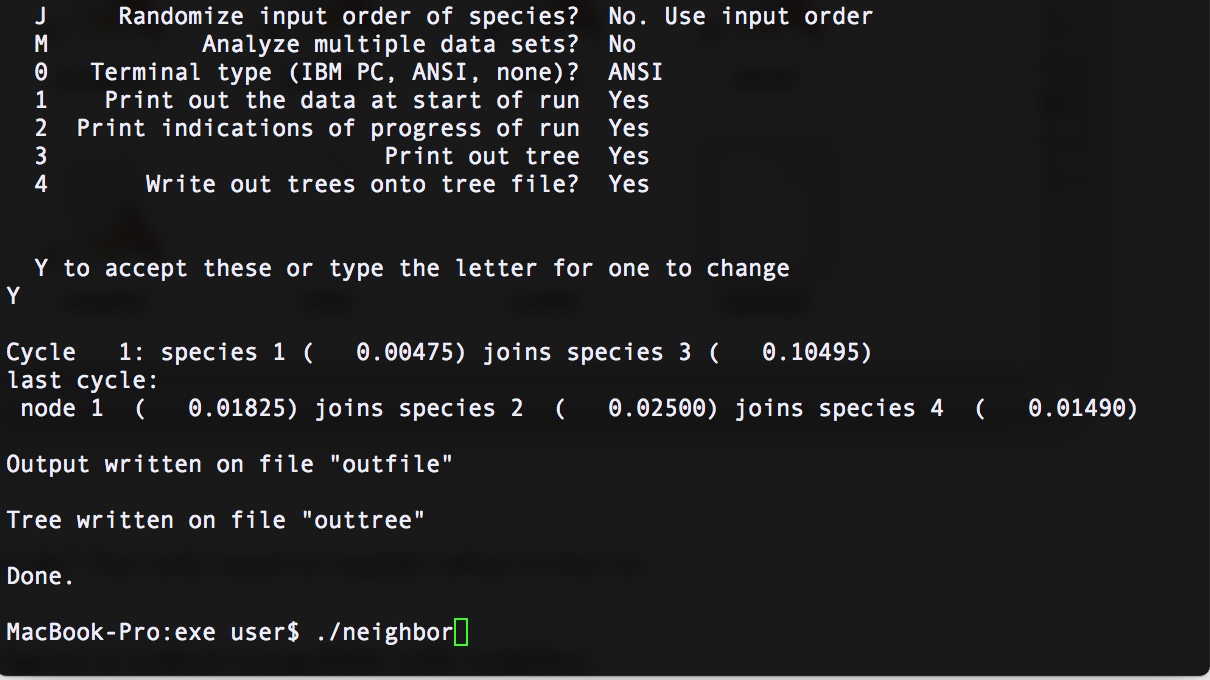 J     Randomize input order of species?  No. Use input order
M           Analyze multiple data sets?  No
0   Terminal type (IBM PC, ANSI, none)?  ANSI
1    Print out the data at start of run  Yes
2  Print indications of progress of run  Yes
3                        Print out tree  Yes
4       Write out trees onto tree file?  Yes
Y to accept these or type the letter for one to change
Y
Cycle   1: species 1 (   0.00475) joins species 3 (   0.10495)
last cycle:
node 1  (   0.01825) joins species 2  (   0.02500) joins species 4  (   0.01490)
Output written on file "outfile"
Tree written on file "outtree"
Done.
MacBook-Pro:exe user$ ./neighbor